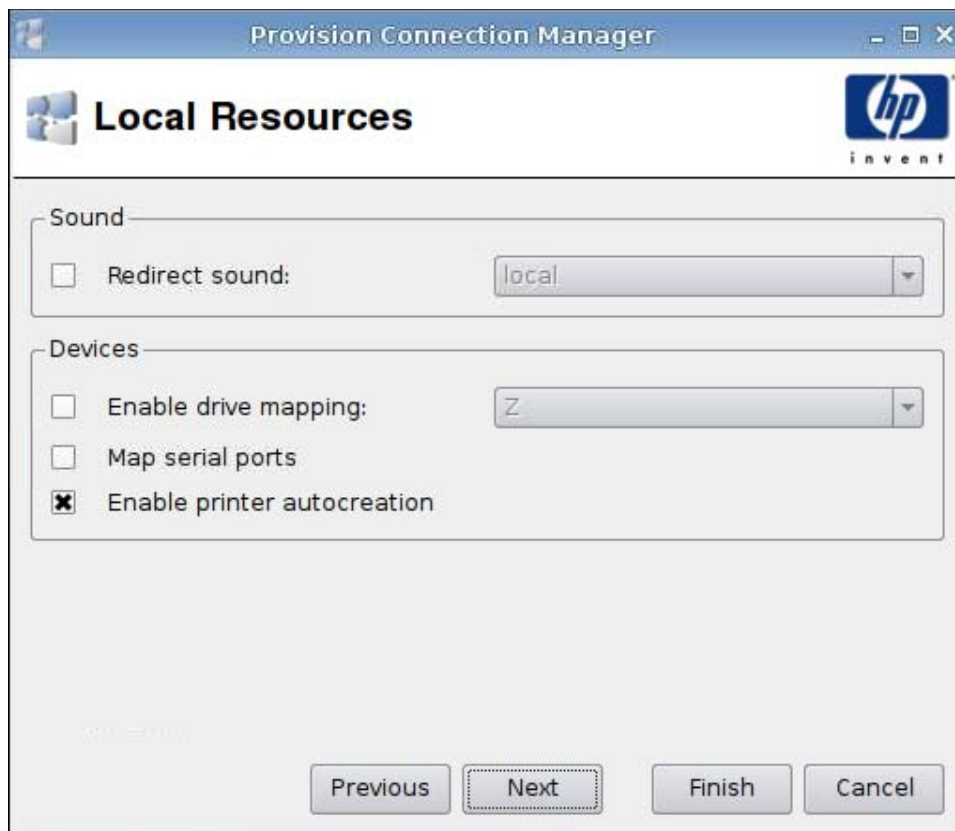 Provision Connection Manager
Local Resources
hp
invent
Sound
Redirect sound:
local
Devices
Enable drive mapping:
Z
Map serial ports
Enable printer autocreation
Previous
Next
Finish
Cancel